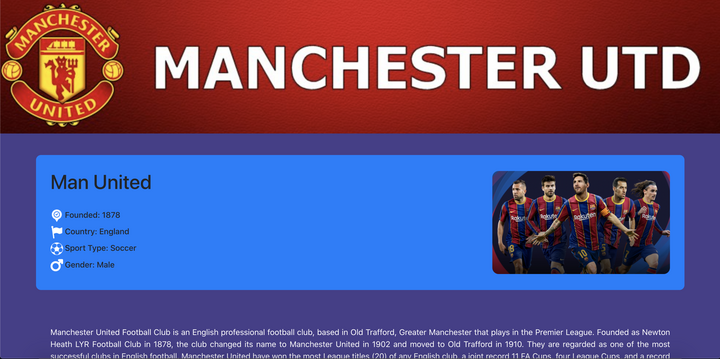 MANCHESTER
UNITED
MANCHESTER UTD
Man United
Founded: 1878
Country: England
Sport Type: Soccer
Gender: Male
Rakuten
Rakuten
10
Manchester United Football Club is an English professional football club, based in Old Trafford, Greater Manchester that plays in the Premier League. Founded as Newton
Heath LYR Football Club in 1878, the club changed its name to Manchester United in 1902 and moved to Old Trafford in 1910. They are regarded as one of the most
successful clubs in English football. Manchester United have won the most League titles (20) of any English club, a joint record 11 FA Cups, four League Cups, and a record